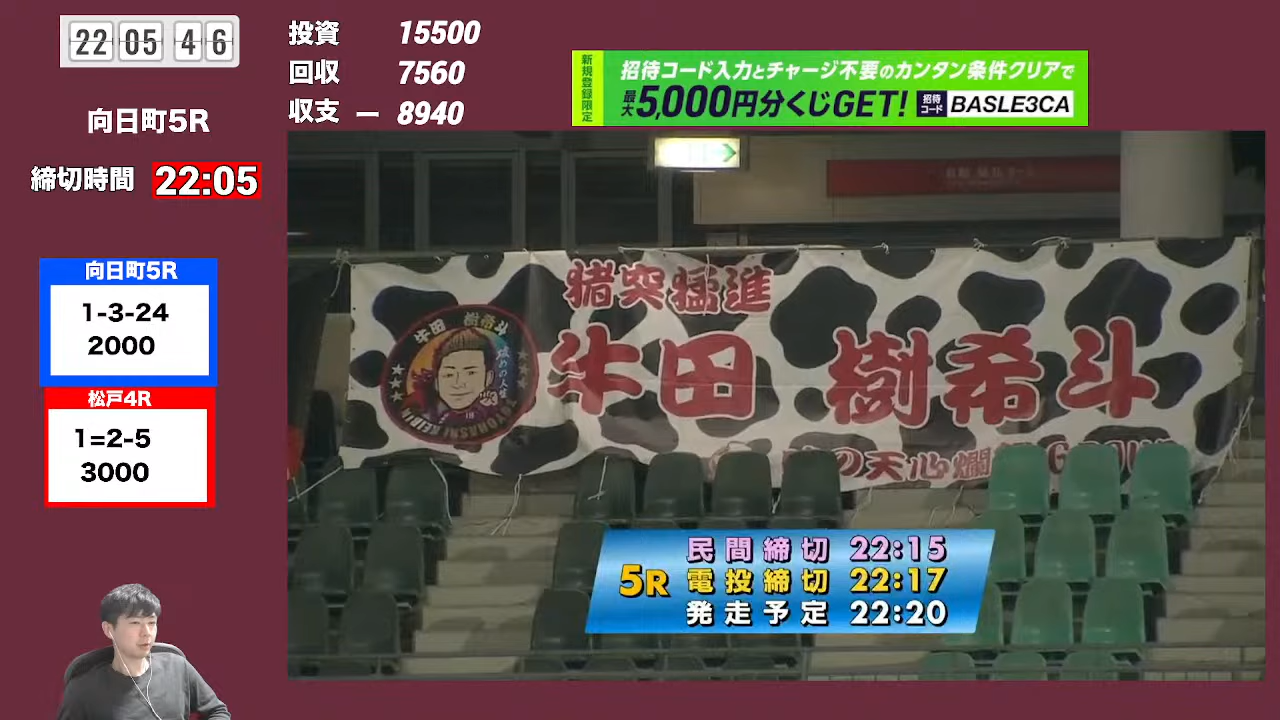 22 05 46
向日町5R
締切時間 22:05
向日町5R
1-3-24
2000
松戸4R
1=2-5
3000
投資 15500
回収 7560
収支 － 8940
新規登録限定
招待コード入力とチャージ不要のカンタン条件クリアで
最大5,000円分くじGET! 招待コード BASLE3CA
猪突猛進
牛田 樹希斗
牛田 樹希斗
の天心爛
5R
民間締切 22:15
電投締切 22:17
発走予定 22:20